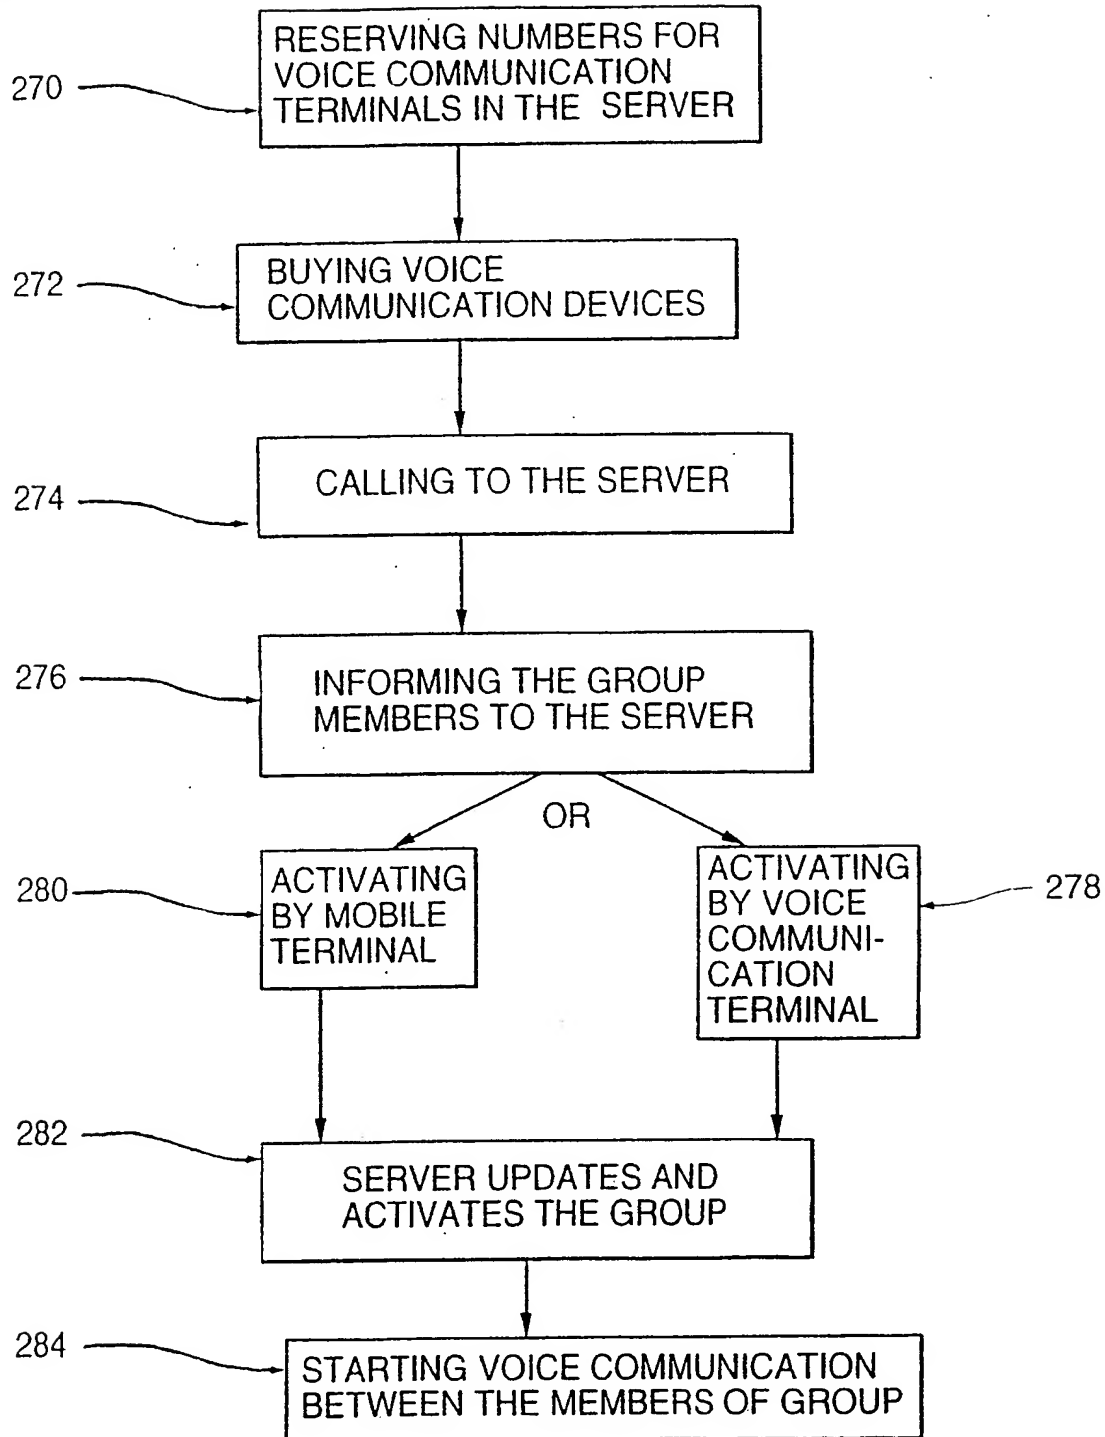 RESERVING NUMBERS FOR
VOICE COMMUNICATION
TERMINALS IN THE SERVER
270
BUYING VOICE
COMMUNICATION DEVICES
272
CALLING TO THE SERVER
274
INFORMING THE GROUP
MEMBERS TO THE SERVER
276
OR
280
ACTIVATING
BY MOBILE
TERMINAL
ACTIVATING
BY VOICE
COMMUNI-
CATION
TERMINAL
278
282
SERVER UPDATES AND
ACTIVATES THE GROUP
284
STARTING VOICE COMMUNICATION
BETWEEN THE MEMBERS OF GROUP